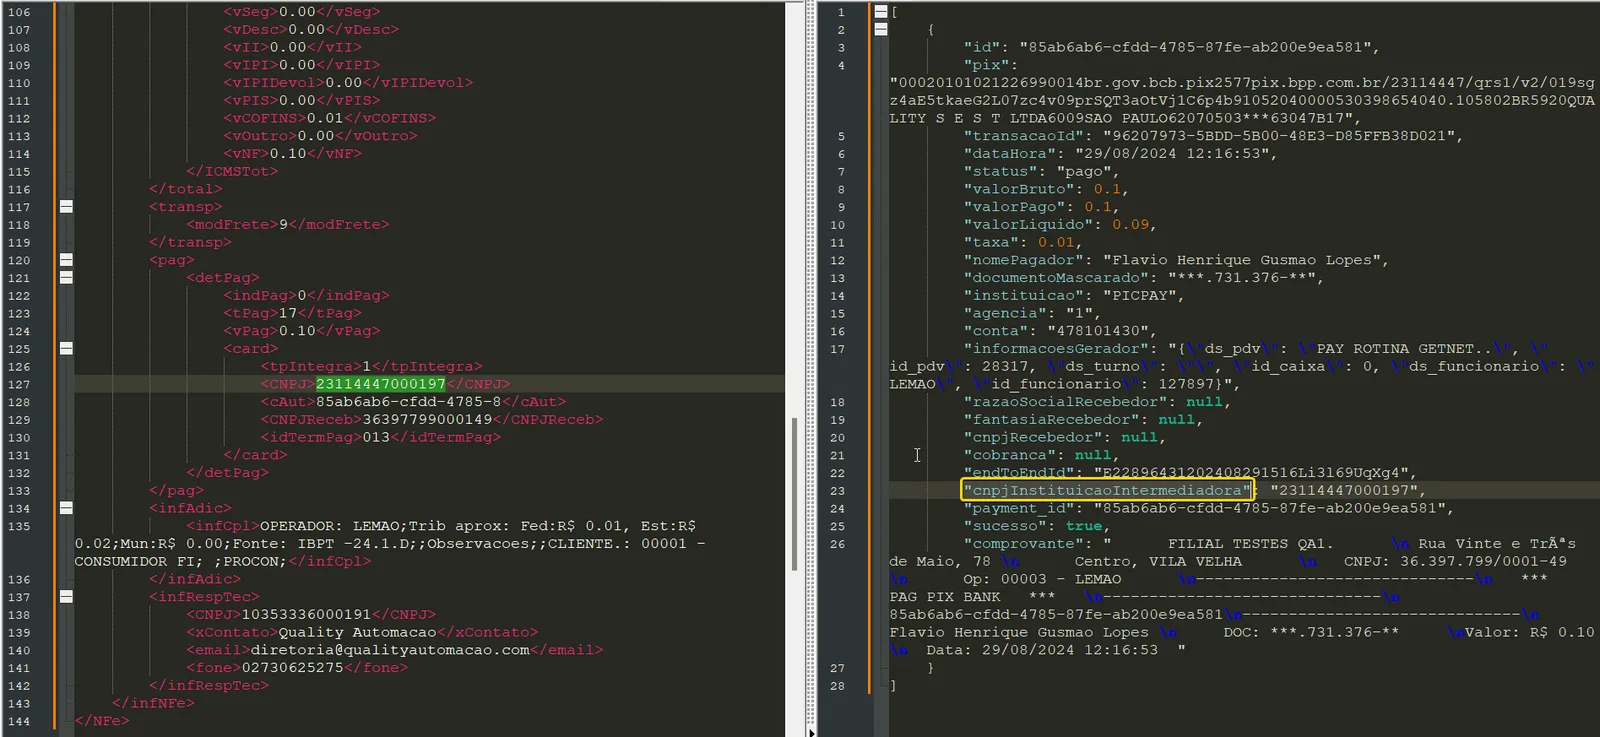 106 <vSeg>0.00</vSeg>
107 <vDesc>0.00</vDesc>
108 <vII>0.00</vII>
109 <vIPI>0.00</vIPI>
110 <vIPIDevol>0.00</vIPIDevol>
111 <vPIS>0.00</vPIS>
112 <vCOFINS>0.01</vCOFINS>
113 <vOutro>0.00</vOutro>
114 <vNF>0.10</vNF>
115 </ICMSTot>
116 </total>
117 <transp>
118 <modFrete>9</modFrete>
119 </transp>
120 <pag>
121 <detPag>
122 <indPag>0</indPag>
123 <tPag>17</tPag>
124 <vPag>0.10</vPag>
125 <card>
126 <tpIntegra>1</tpIntegra>
127 <CNPJ>23114447000197</CNPJ>
128 <cAut>85ab6ab6-cfdd-4785-8</cAut>
129 <CNPJReceb>36397799000149</CNPJReceb>
130 <idTermPag>013</idTermPag>
131 </card>
132 </detPag>
133 </pag>
134 <infAdic>
135 <infCpl>OPERADOR: LEMAO;Trib aprox: Fed:R$ 0.01, Est:R$
0.02;Mun:R$ 0.00;Fonte: IBPT -24.1.D;;Observacoes;;CLIENTE.: 00001 -
CONSUMIDOR FI; ;PROCON;</infCpl>
136 </infAdic>
137 <infRespTec>
138 <CNPJ>10353336000191</CNPJ>
139 <xContato>Quality Automacao</xContato>
140 <email>diretoria@qualityautomacao.com</email>
141 <fone>02730625275</fone>
142 </infRespTec>
143 </infNFe>
144 </NFe>
1 [
2 {
3 "id": "85ab6ab6-cfdd-4785-87fe-ab200e9ea581",
4 "pix":
"00020101021226990014br.gov.bcb.pix2577pix.bpp.com.br/23114447/qrs1/v2/019sg
z4aE5tkaeG2L07zc4v09prSQT3aOtVj1C6p4b9105204000053039865404​0.105802BR5920QUA
LITY S E S T LTDA6009SAO PAULO62070503***63047B17",
5 "transacaoId": "96207973-5BDD-5B00-48E3-D85FFB38D021",
6 "dataHora": "29/08/2024 12:16:53",
7 "status": "pago",
8 "valorBruto": 0.1,
9 "valorPago": 0.1,
10 "valorLiquido": 0.09,
11 "taxa": 0.01,
12 "nomePagador": "Flavio Henrique Gusmao Lopes",
13 "documentoMascarado": "***.731.376-**",
14 "instituicao": "PICPAY",
15 "agencia": "1",
16 "conta": "478101430",
17 "informacoesGerador": "{\"ds_pdv\": \"PAY ROTINA GETNET..\", \"
id_pdv\": 28317, \"ds_turno\": \"\", \"id_caixa\": 0, \"ds_funcionario\": \"
LEMAO\", \"id_funcionario\": 127897}",
18 "razaoSocialRecebedor": null,
19 "fantasiaRecebedor": null,
20 "cnpjRecebedor": null,
21 "cobranca": null,
22 "endToEndId": "E22896431202408291516Li3l69UqXg4",
23 "cnpjInstituicaoIntermediadora": "23114447000197",
24 "payment_id": "85ab6ab6-cfdd-4785-87fe-ab200e9ea581",
25 "sucesso": true,
26 "comprovante": " FILIAL TESTES QA1. \n Rua Vinte e TrÃªs
de Maio, 78 \n Centro, VILA VELHA \n CNPJ: 36.397.799/0001-49
\n Op: 00003 - LEMAO \n------------------------------\n ***
PAG PIX BANK *** \n------------------------------\n
85ab6ab6-cfdd-4785-87fe-ab200e9ea581\n------------------------------\n
Flavio Henrique Gusmao Lopes \n DOC: ***.731.376-** \nValor: R$ 0.10
\n Data: 29/08/2024 12:16:53 "
27 }
28 ]